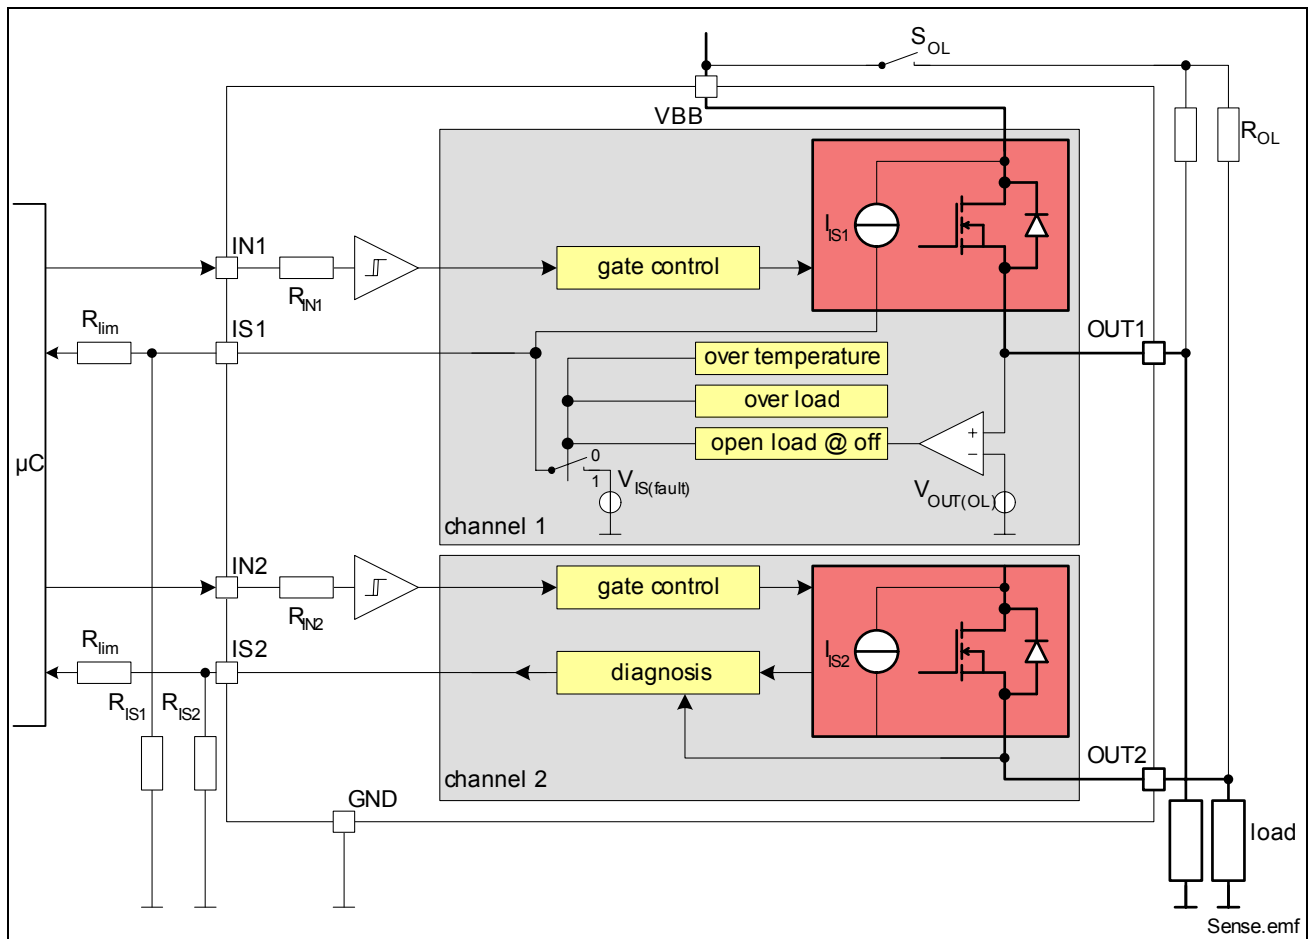 S_OL
VBB
R_OL
IN1
I_IS1
gate control
R_IN1
R_lim
IS1
OUT1
over temperature
over load
open load @ off
µC
0
1
V_IS(fault)
+
−
V_OUT(OL)
channel 1
IN2
gate control
R_IN2
R_lim
IS2
I_IS2
diagnosis
R_IS1
R_IS2
OUT2
channel 2
GND
load
Sense.emf